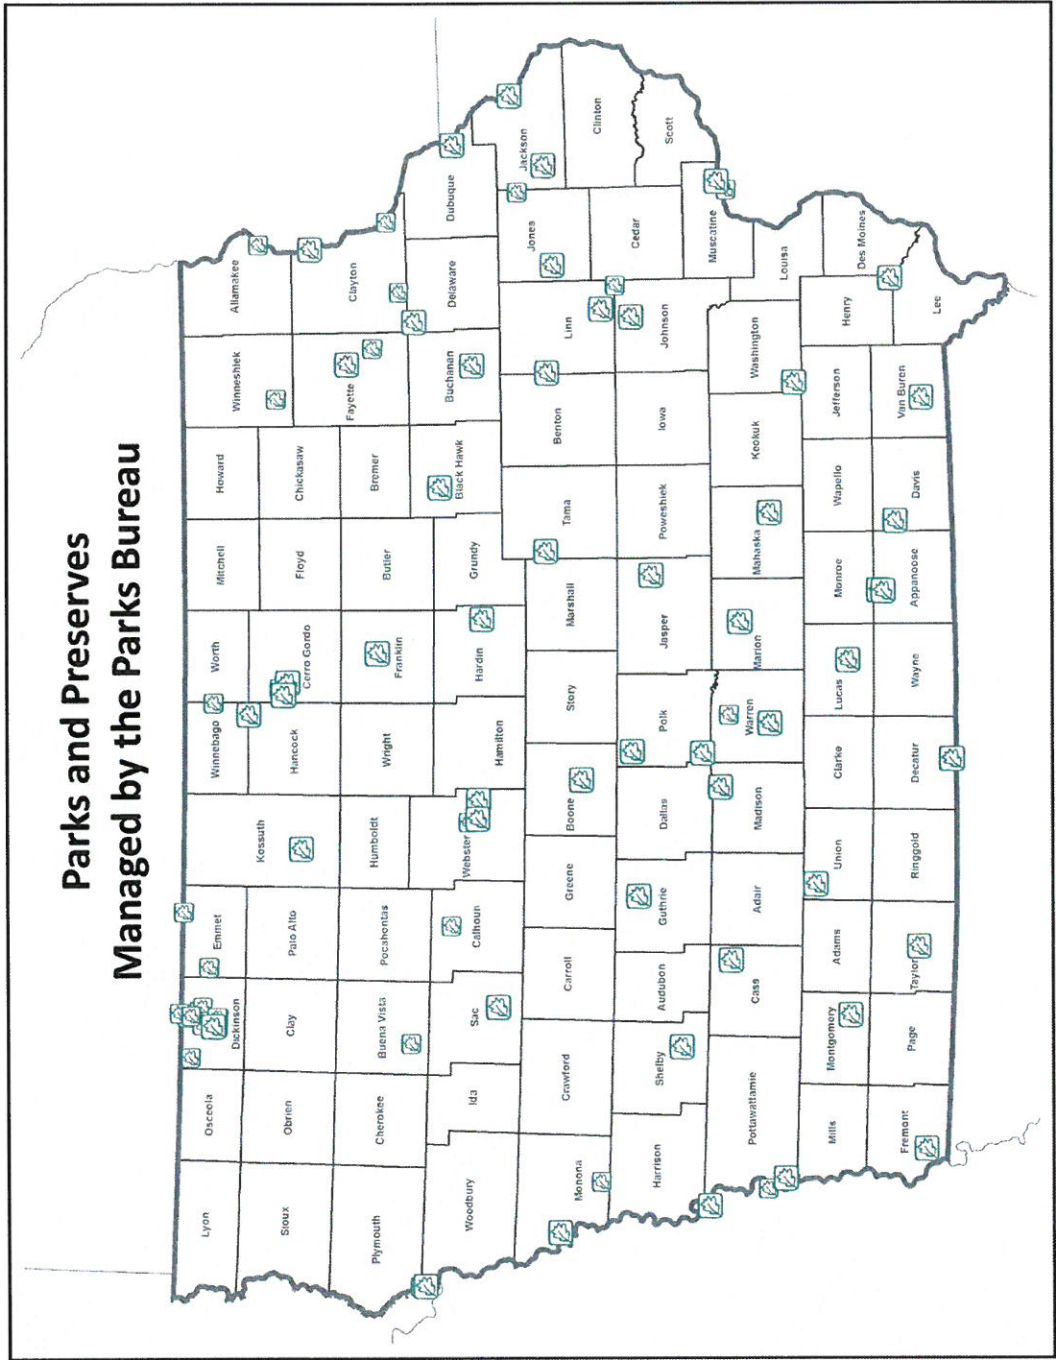 Parks and Preserves
Managed by the Parks Bureau
Lyon
Osceola
Dickinson
Emmet
Kossuth
Winnebago
Worth
Mitchell
Howard
Winneshiek
Allamakee
Sioux
Obrien
Clay
Palo Alto
Hancock
Cerro Gordo
Floyd
Chickasaw
Fayette
Clayton
Plymouth
Cherokee
Buena Vista
Pocahontas
Humboldt
Wright
Franklin
Butler
Bremer
Woodbury
Ida
Sac
Calhoun
Webster
Hamilton
Hardin
Grundy
Black Hawk
Buchanan
Delaware
Dubuque
Monona
Crawford
Carroll
Greene
Boone
Story
Marshall
Tama
Benton
Linn
Jones
Jackson
Clinton
Harrison
Shelby
Audubon
Guthrie
Dallas
Polk
Jasper
Poweshiek
Iowa
Johnson
Cedar
Scott
Pottawattamie
Cass
Adair
Madison
Warren
Marion
Mahaska
Keokuk
Washington
Muscatine
Louisa
Mills
Montgomery
Adams
Union
Clarke
Lucas
Monroe
Wapello
Jefferson
Henry
Des Moines
Fremont
Page
Taylor
Ringgold
Decatur
Wayne
Appanoose
Davis
Van Buren
Lee